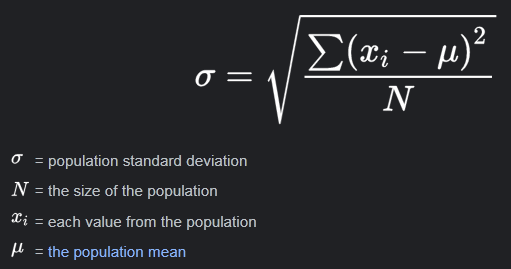 σ = √(∑(xᵢ − μ)² / N)
σ = population standard deviation
N = the size of the population
xᵢ = each value from the population
μ = the population mean